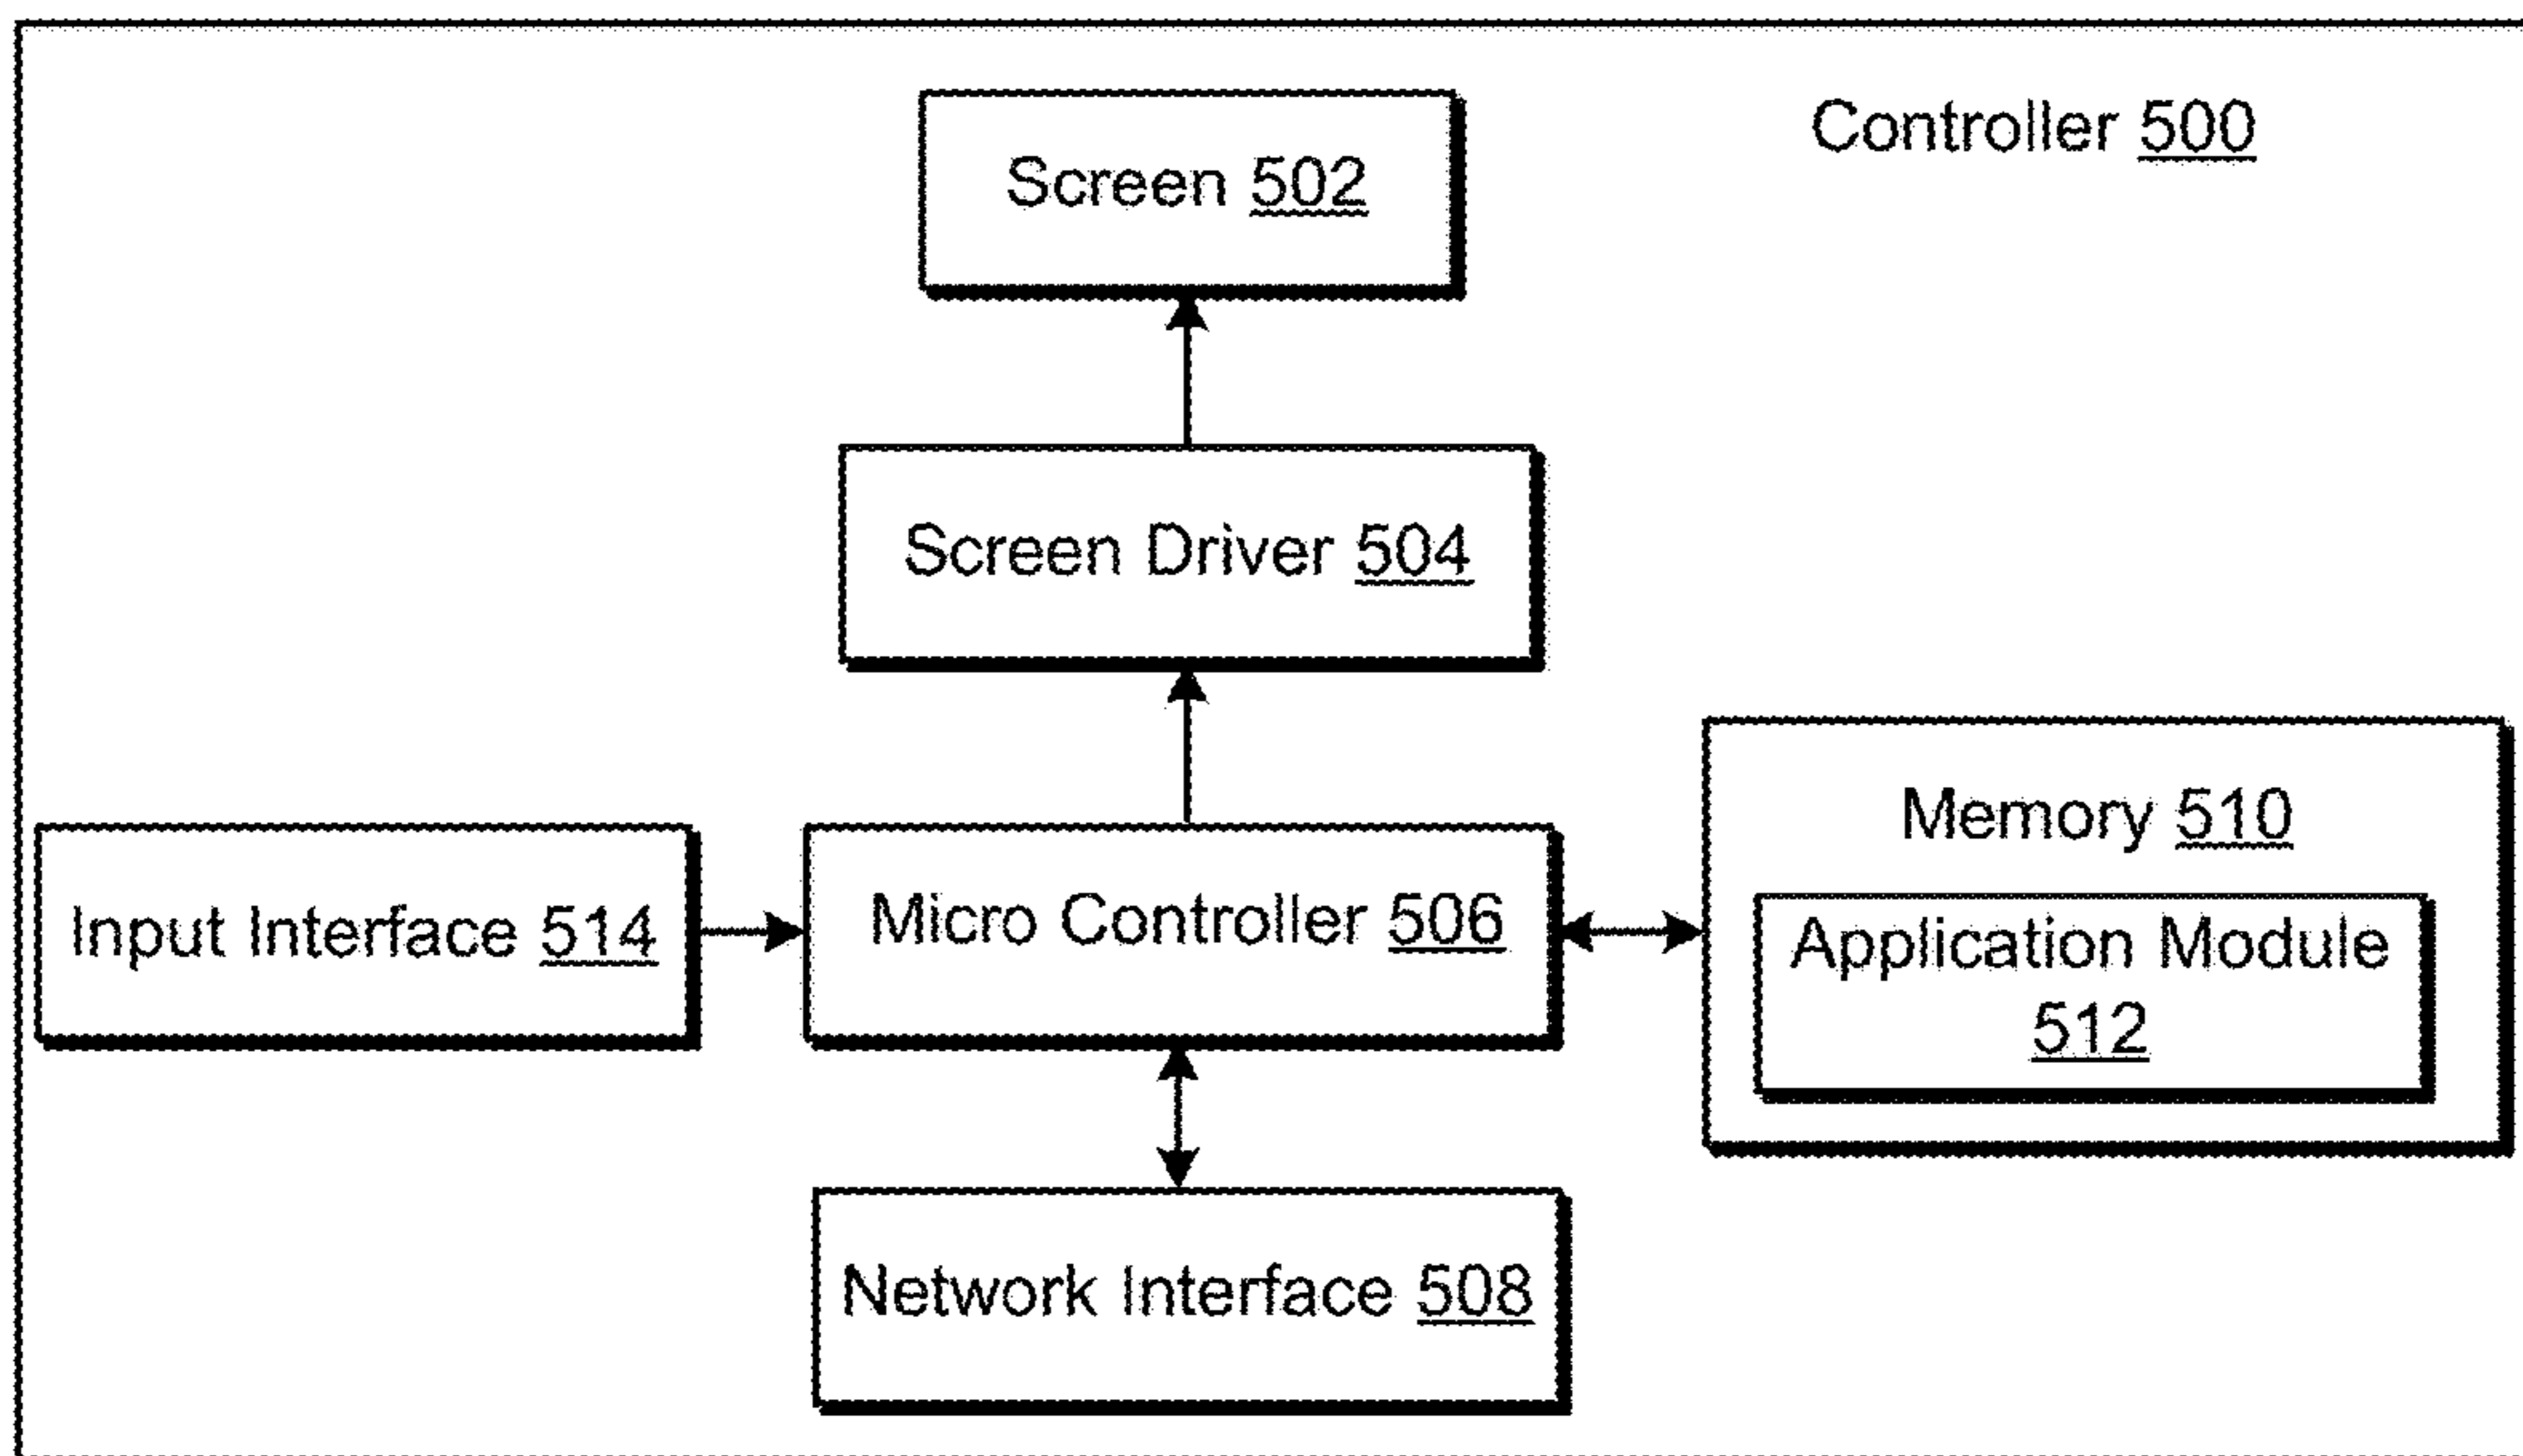 Controller 500
Screen 502
Screen Driver 504
Memory 510
Input Interface 514
Micro Controller 506
Application Module
512
Network Interface 508